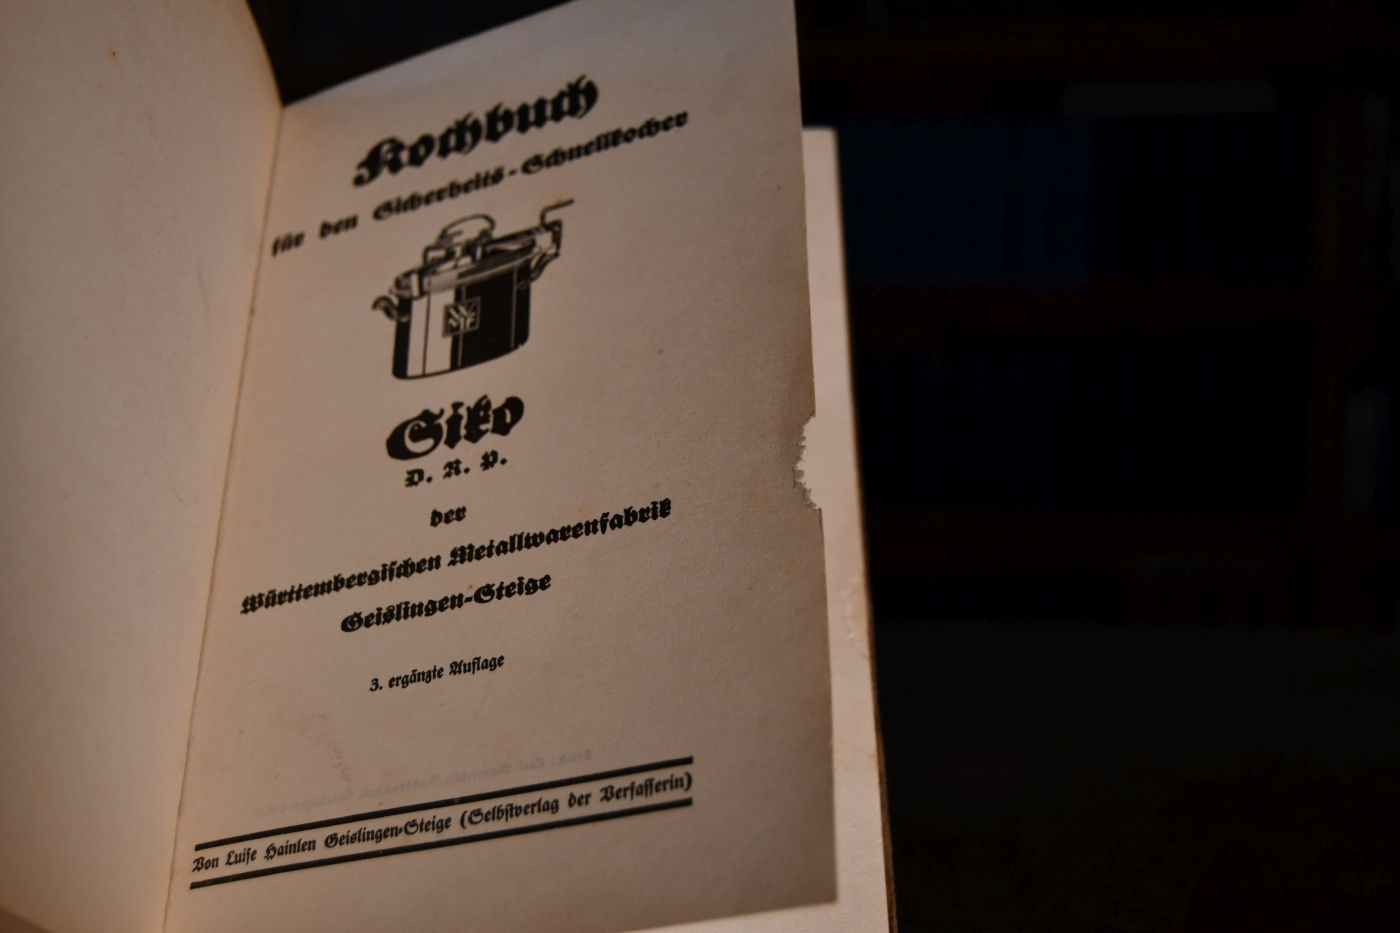 Kochbuch
für den Sicherheits-Schnellkocher
WMF
Siko
D. R. P.
der
Württembergischen Metallwarenfabrik
Geislingen-Steige
3. ergänzte Auflage
Von Luise Hainlen Geislingen-Steige (Selbstverlag der Verfasserin)